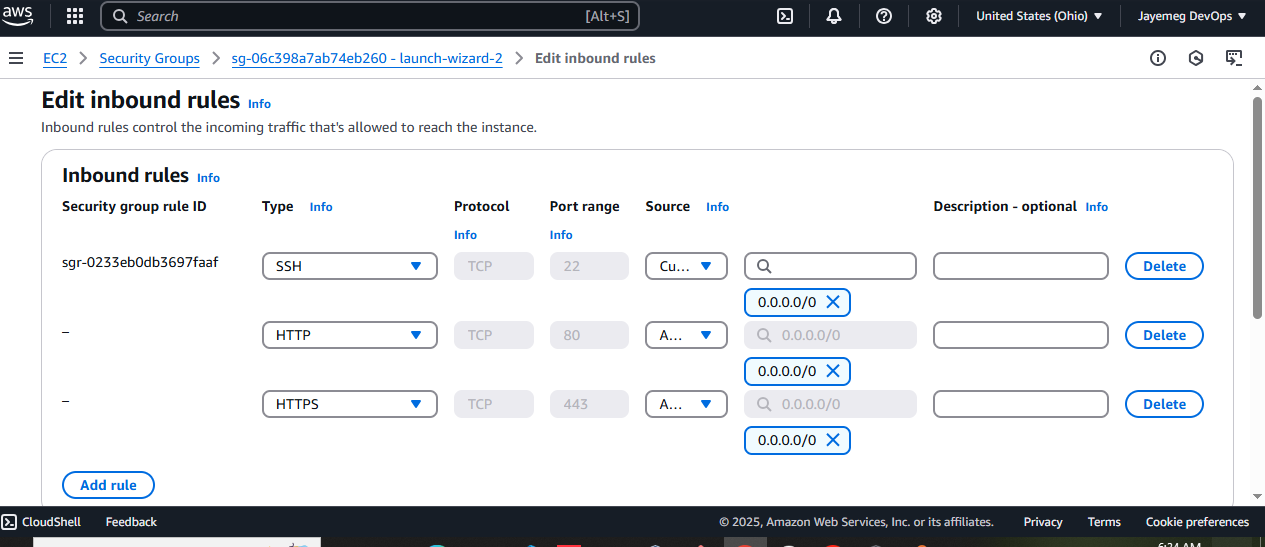 aws Search [Alt+S] United States (Ohio) Jayemeg DevOps
EC2 Security Groups sg-06c398a7ab74eb260 - launch-wizard-2 Edit inbound rules
Edit inbound rules Info
Inbound rules control the incoming traffic that's allowed to reach the instance.
Inbound rules Info
Security group rule ID Type Info Protocol Port range Source Info Description - optional Info
Info Info
sgr-0233eb0db3697faaf SSH TCP 22 Cu... Delete
0.0.0.0/0
– HTTP TCP 80 A... 0.0.0.0/0 Delete
0.0.0.0/0
– HTTPS TCP 443 A... 0.0.0.0/0 Delete
0.0.0.0/0
Add rule
CloudShell Feedback © 2025, Amazon Web Services, Inc. or its affiliates. Privacy Terms Cookie preferences
6:24 AM